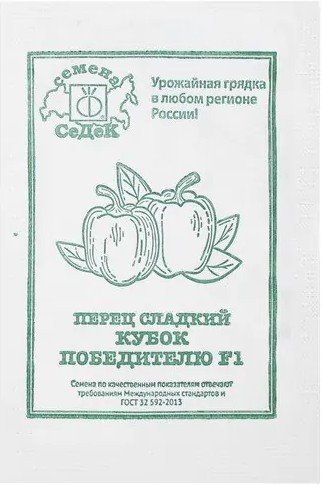 семена
СеДеК
Урожайная грядка
в любом регионе
России!
ПЕРЕЦ СЛАДКИЙ
КУБОК
ПОБЕДИТЕЛЮ F1
Семена по качественным показателям отвечают
требованиям Международных стандартов и
ГОСТ 32 592-2013